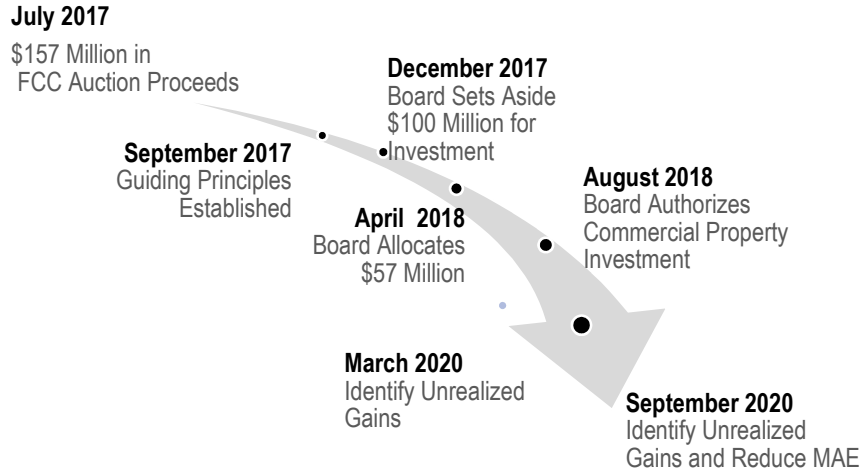 July 2017
$157 Million in
FCC Auction Proceeds
September 2017
Guiding Principles
Established
December 2017
Board Sets Aside
$100 Million for
Investment
April 2018
Board Allocates
$57 Million
August 2018
Board Authorizes
Commercial Property
Investment
March 2020
Identify Unrealized
Gains
September 2020
Identify Unrealized
Gains and Reduce MAE